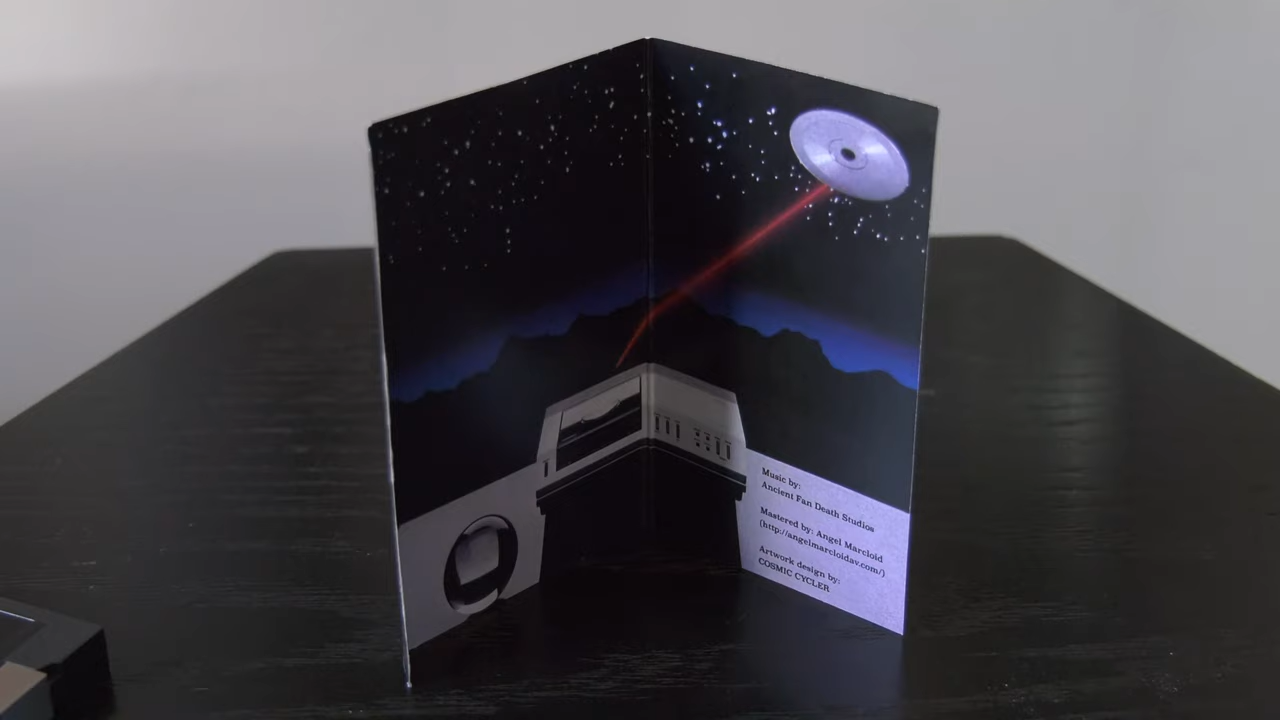 Music by:
Ancient Fan Death Studios
Mastered by: Angel Marcloid
(http://angelmarcloidav.com/)
Artwork design by:
COSMIC CYCLER